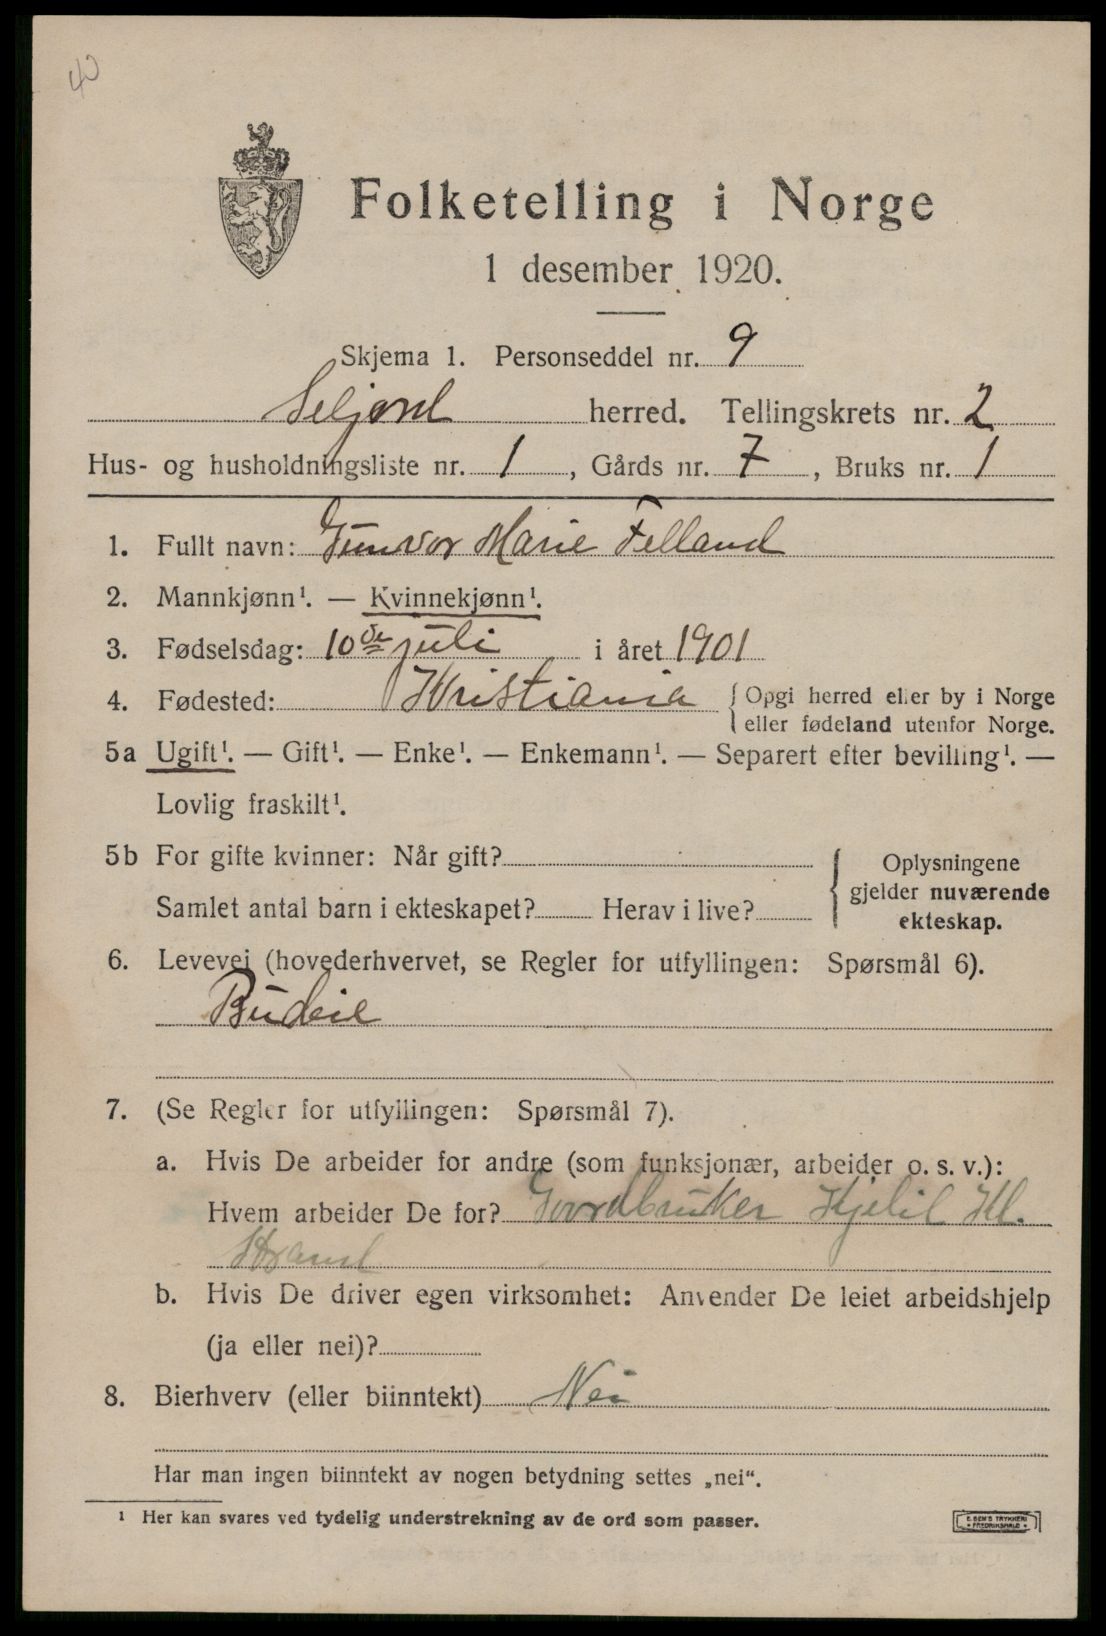 40
Folketelling i Norge
1 desember 1920.
Skjema 1. Personseddel nr. 9
Seljord herred. Tellingskrets nr. 2
Hus- og husholdningsliste nr. 1, Gårds nr. 7, Bruks nr. 1
1. Fullt navn: Gunvor Marie Felland
2. Mannkjønn¹. — Kvinnekjønn¹.
3. Fødselsdag: 10de juli i året 1901
4. Fødested: Kristiania { Opgi herred eller by i Norge
eller fødeland utenfor Norge.
5a Ugift¹. — Gift¹. — Enke¹. — Enkemann¹. — Separert efter bevilling¹. —
Lovlig fraskilt¹.
5b For gifte kvinner: Når gift?
Samlet antal barn i ekteskapet? Herav i live?
{ Oplysningene
gjelder nuværende
ekteskap.
6. Levevei (hovederhvervet, se Regler for utfyllingen: Spørsmål 6).
Budeie
7. (Se Regler for utfyllingen: Spørsmål 7).
a. Hvis De arbeider for andre (som funksjonær, arbeider o. s. v.):
Hvem arbeider De for? Goordbruker Kjetil Kl.
b. Hvis De driver egen virksomhet: Anvender De leiet arbeidshjelp
(ja eller nei)?
8. Bierhverv (eller biinntekt) Nei
Har man ingen biinntekt av nogen betydning settes „nei“.
¹ Her kan svares ved tydelig understrekning av de ord som passer.
E. SEM'S TRYKKERI
• FREDRIKSHALD •